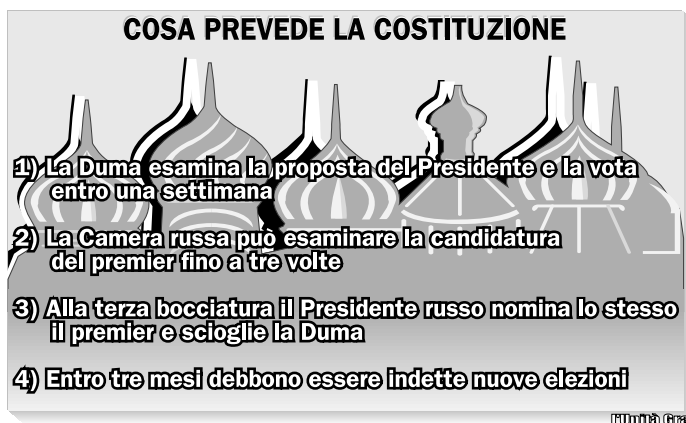 COSA PREVEDE LA COSTITUZIONE
1) La Duma esamina la proposta del Presidente e la vota
entro una settimana
2) La Camera russa può esaminare la candidatura
del premier fino a tre volte
3) Alla terza bocciatura il Presidente russo nomina lo stesso
il premier e scioglie la Duma
4) Entro tre mesi debbono essere indette nuove elezioni
l'Unità